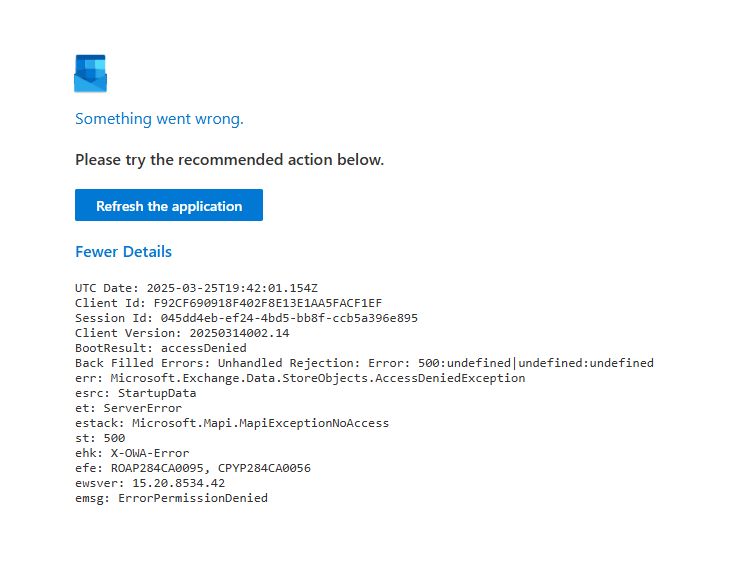 Something went wrong.
Please try the recommended action below.
Refresh the application
Fewer Details
UTC Date: 2025-03-25T19:42:01.154Z
Client Id: F92CF690918F402F8E13E1AA5FACF1EF
Session Id: 045dd4eb-ef24-4bd5-bb8f-ccb5a396e895
Client Version: 20250314002.14
BootResult: accessDenied
Back Filled Errors: Unhandled Rejection: Error: 500:undefined|undefined:undefined
err: Microsoft.Exchange.Data.StoreObjects.AccessDeniedException
esrc: StartupData
et: ServerError
estack: Microsoft.Mapi.MapiExceptionNoAccess
st: 500
ehk: X-OWA-Error
efe: ROAP284CA0095, CPYP284CA0056
ewsver: 15.20.8534.42
emsg: ErrorPermissionDenied